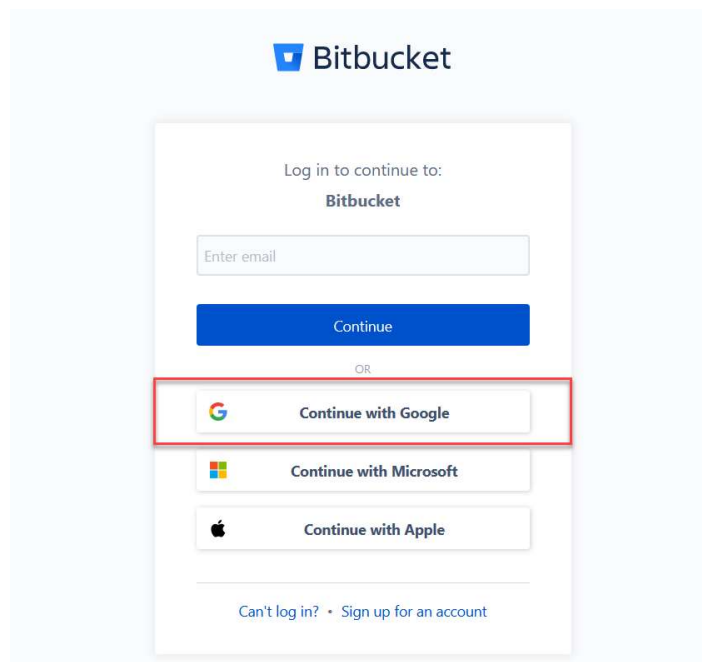 Bitbucket
Log in to continue to:
Bitbucket
Enter email
Continue
OR
Continue with Google
Continue with Microsoft
Continue with Apple
Can't log in? • Sign up for an account